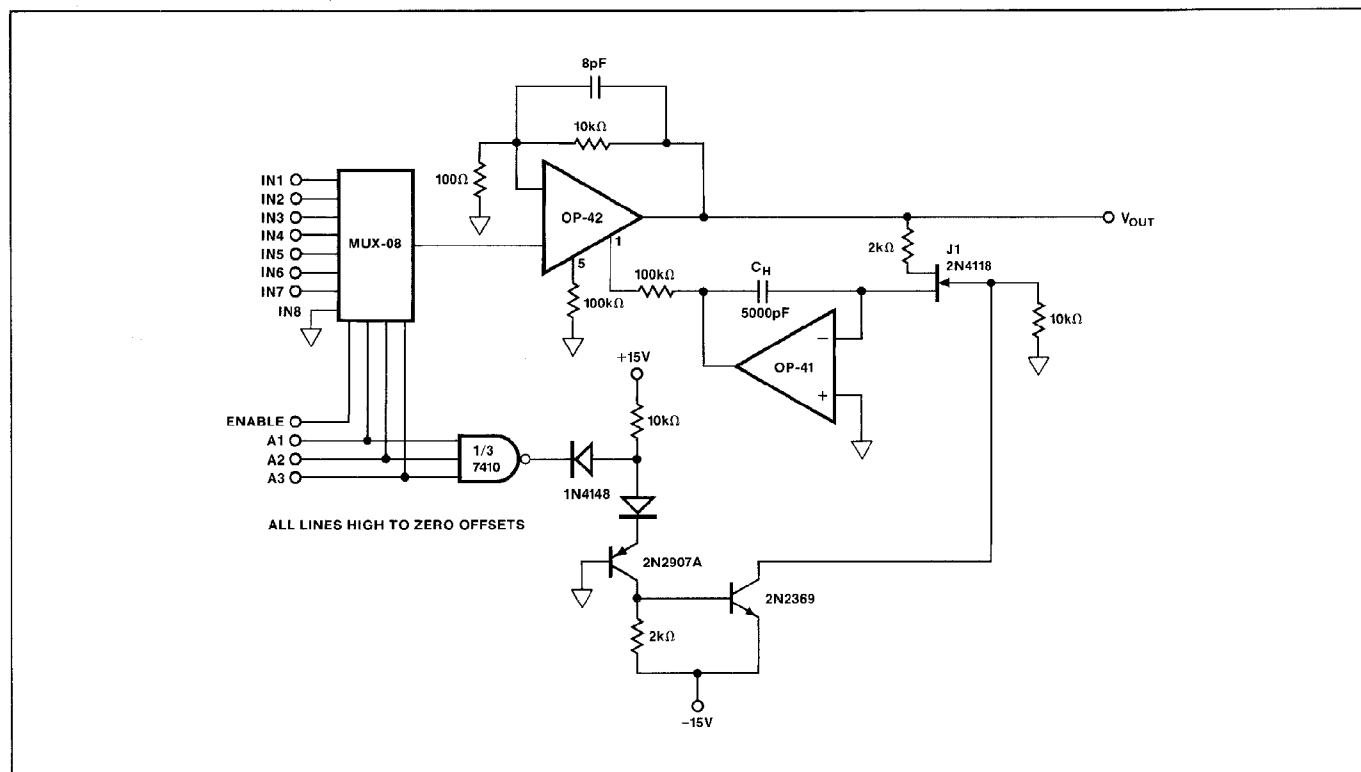 8pF
10kΩ
100Ω
IN1
IN2
IN3
IN4
IN5
IN6
IN7
IN8
MUX-08
OP-42
1
5
100kΩ
100kΩ
CH
5000pF
VOUT
2kΩ
J1
2N4118
10kΩ
−
OP-41
+
+15V
10kΩ
ENABLE
A1
A2
A3
1/3
7410
1N4148
ALL LINES HIGH TO ZERO OFFSETS
2N2907A
2N2369
2kΩ
−15V